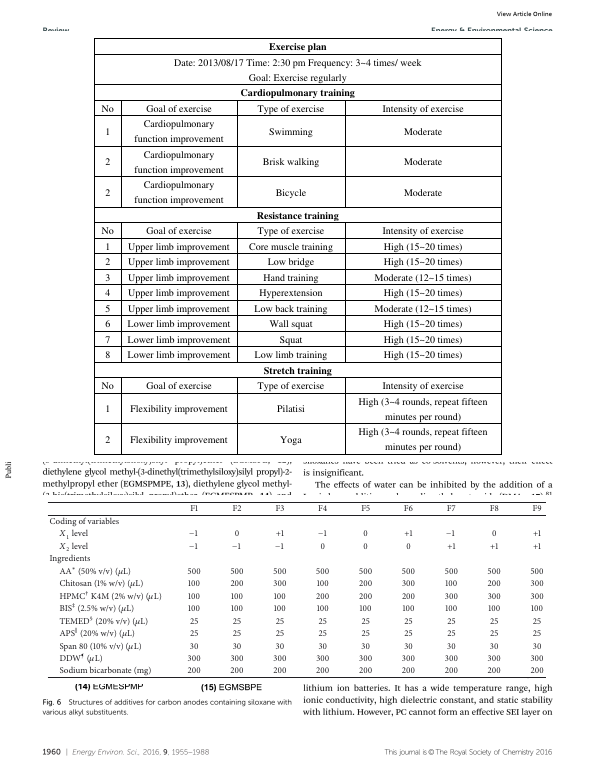 View Article Online
Review
Energy & Environmental Science
Exercise plan
Date: 2013/08/17 Time: 2:30 pm Frequency: 3~4 times/ week
Goal: Exercise regularly
Cardiopulmonary training
No Goal of exercise Type of exercise Intensity of exercise
1 Cardiopulmonary function improvement Swimming Moderate
2 Cardiopulmonary function improvement Brisk walking Moderate
2 Cardiopulmonary function improvement Bicycle Moderate
Resistance training
No Goal of exercise Type of exercise Intensity of exercise
1 Upper limb improvement Core muscle training High (15~20 times)
2 Upper limb improvement Low bridge High (15~20 times)
3 Upper limb improvement Hand training Moderate (12~15 times)
4 Upper limb improvement Hyperextension High (15~20 times)
5 Upper limb improvement Low back training Moderate (12~15 times)
6 Lower limb improvement Wall squat High (15~20 times)
7 Lower limb improvement Squat High (15~20 times)
8 Lower limb improvement Low limb training High (15~20 times)
Stretch training
No Goal of exercise Type of exercise Intensity of exercise
1 Flexibility improvement Pilatisi High (3~4 rounds, repeat fifteen minutes per round)
2 Flexibility improvement Yoga High (3~4 rounds, repeat fifteen minutes per round)
Publi
diethylene glycol methyl-(3-dinethyl(trimethylsiloxy)silyl propyl)-2-
methylpropyl ether (EGMSPMPE, 13), diethylene glycol methyl-
is insignificant.
The effects of water can be inhibited by the addition of a
F1 F2 F3 F4 F5 F6 F7 F8 F9
Coding of variables
X1 level −1 0 +1 −1 0 +1 −1 0 +1
X2 level −1 −1 −1 0 0 0 +1 +1 +1
Ingredients
AA* (50% v/v) (μL) 500 500 500 500 500 500 500 500 500
Chitosan (1% w/v) (μL) 100 200 300 100 200 300 100 200 300
HPMC† K4M (2% w/v) (μL) 100 100 100 200 200 200 300 300 300
BIS‡ (2.5% w/v) (μL) 100 100 100 100 100 100 100 100 100
TEMED§ (20% v/v) (μL) 25 25 25 25 25 25 25 25 25
APS‖ (20% w/v) (μL) 25 25 25 25 25 25 25 25 25
Span 80 (10% v/v) (μL) 30 30 30 30 30 30 30 30 30
DDW¶ (μL) 300 300 300 300 300 300 300 300 300
Sodium bicarbonate (mg) 200 200 200 200 200 200 200 200 200
(14) EGMESPMP (15) EGMSBPE
Fig. 6 Structures of additives for carbon anodes containing siloxane with
various alkyl substituents.
lithium ion batteries. It has a wide temperature range, high
ionic conductivity, high dielectric constant, and static stability
with lithium. However, PC cannot form an effective SEI layer on
1960 | Energy Environ. Sci., 2016, 9, 1955–1988
This journal is © The Royal Society of Chemistry 2016